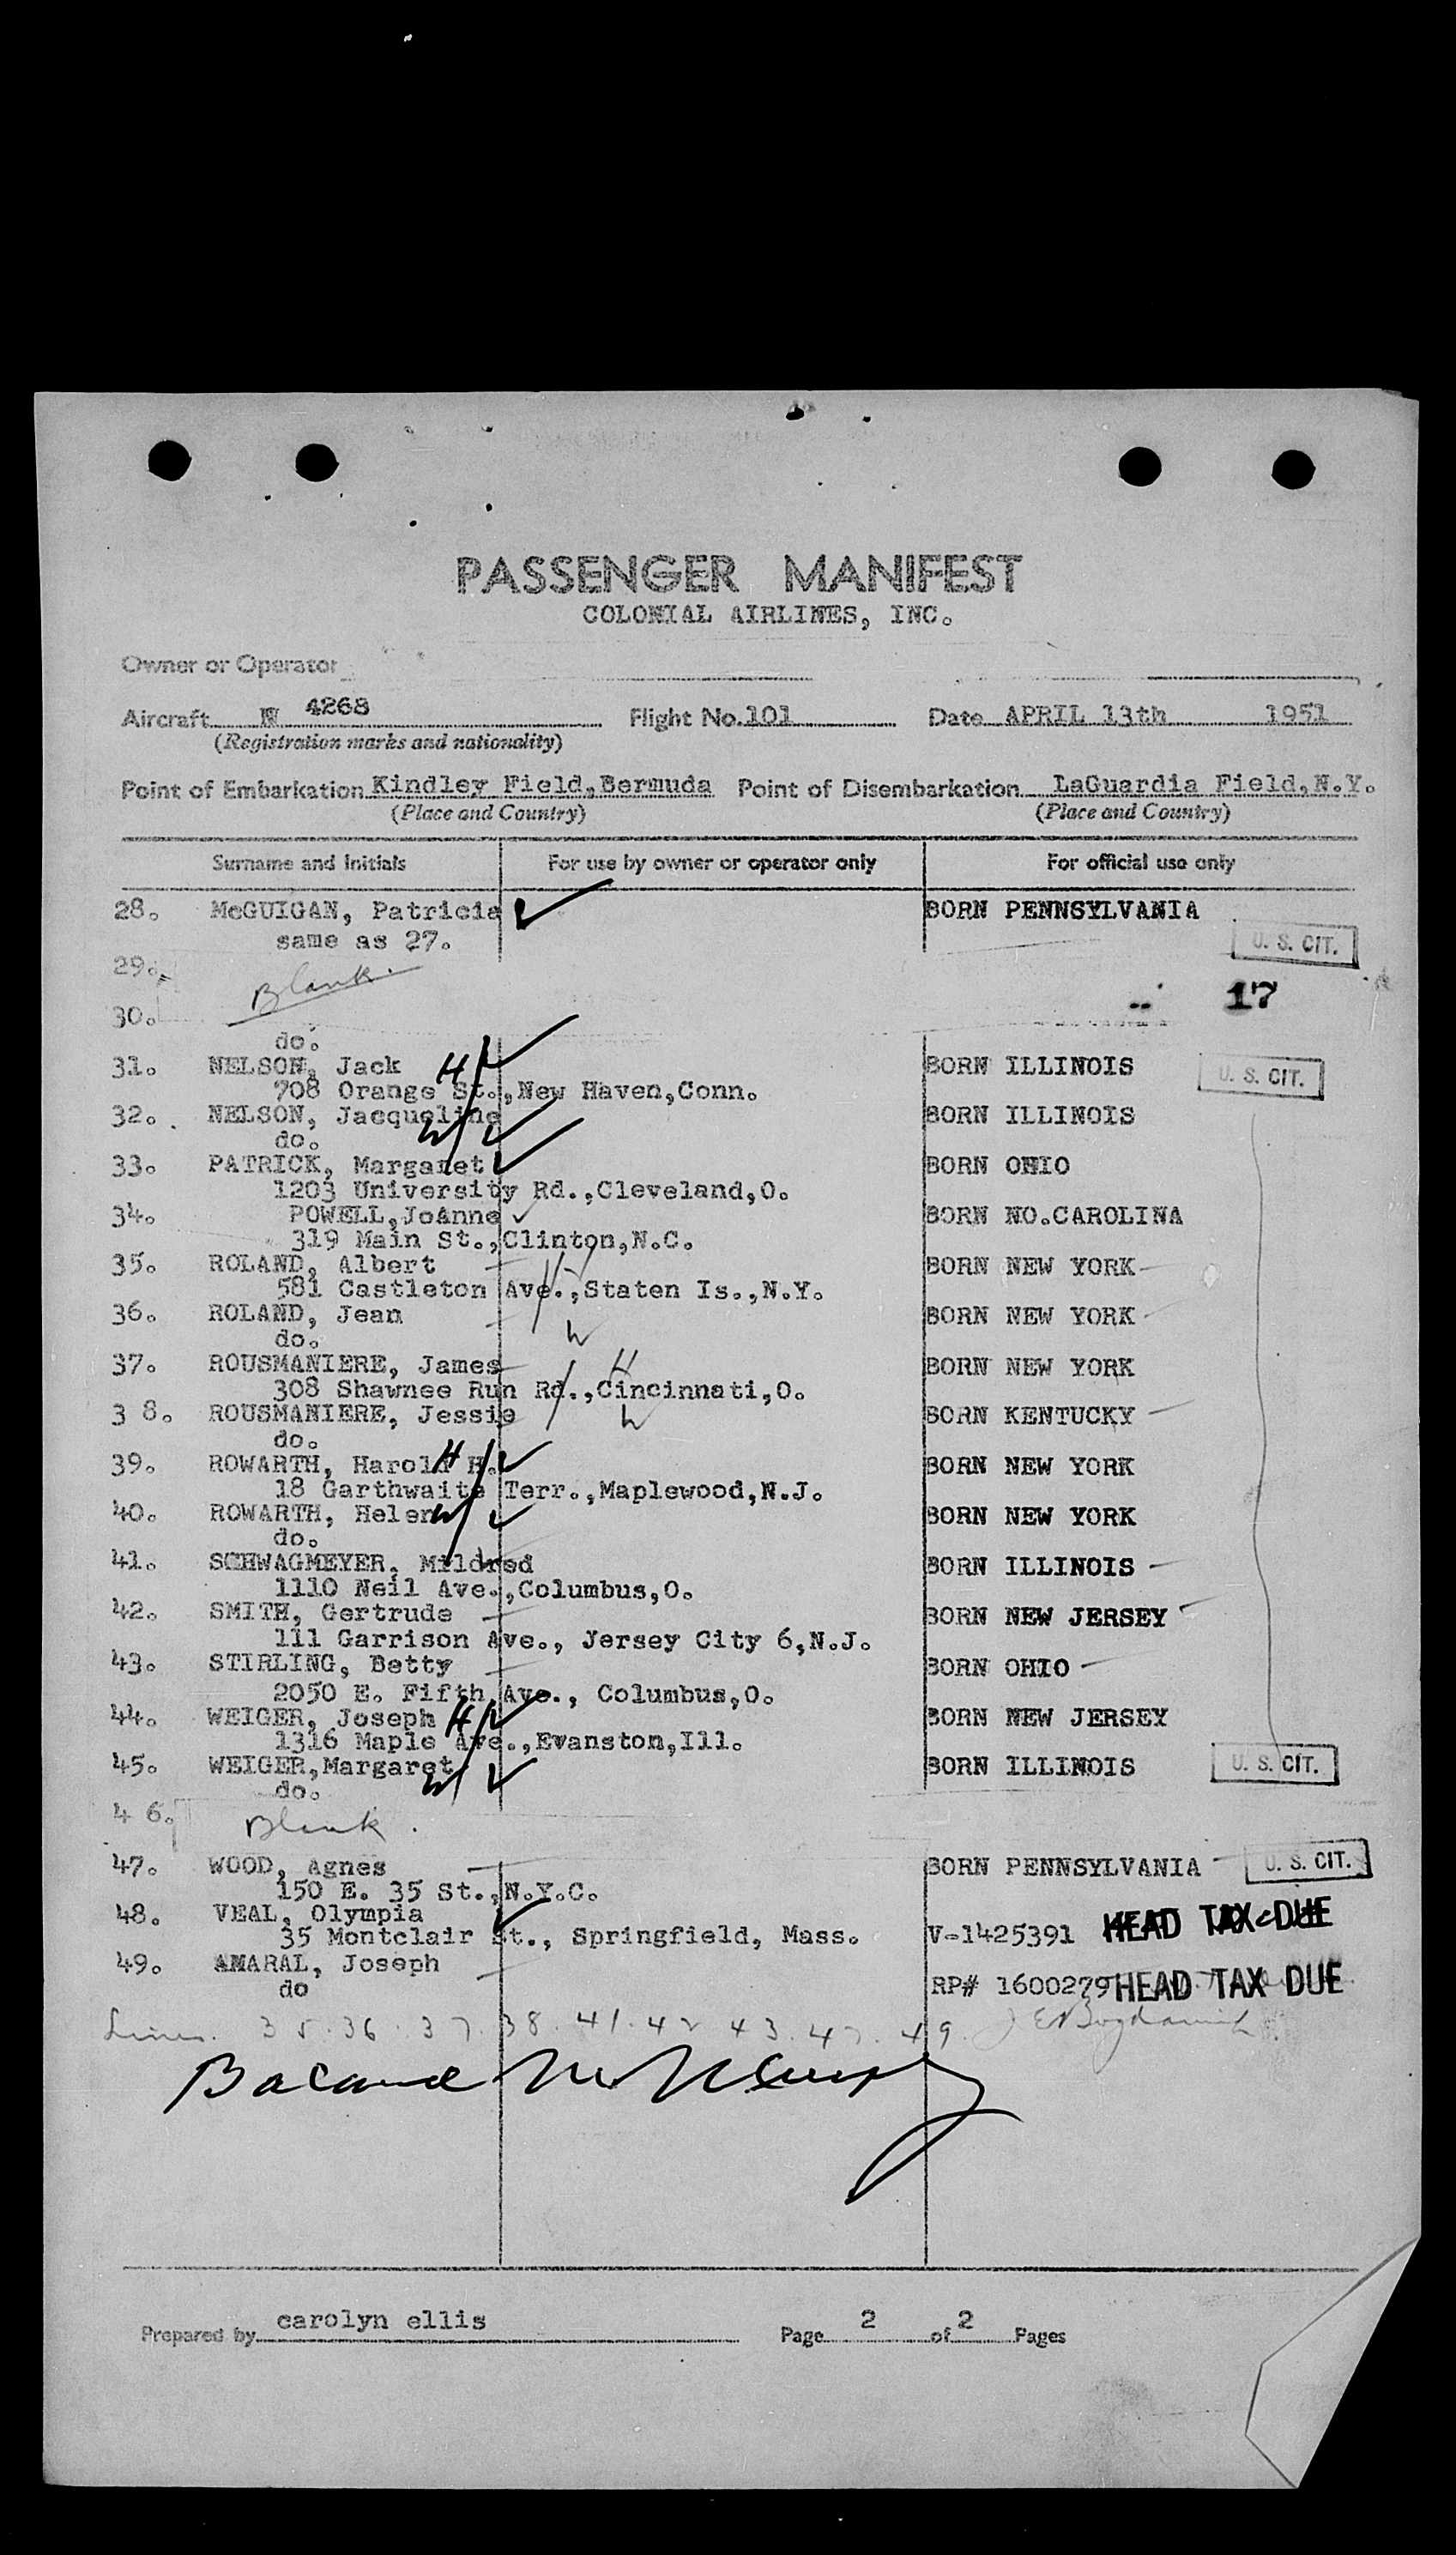 PASSENGER MANIFEST
COLONIAL AIRLINES, INC.
Owner or Operator
Aircraft N 4268 Flight No. 101 Date APRIL 13th 1951
(Registration marks and nationality)
Point of Embarkation Kindley Field,Bermuda Point of Disembarkation LaGuardia Field,N.Y.
(Place and Country) (Place and Country)
Surname and Initials For use by owner or operator only For official use only
28. McGUIGAN, Patricia BORN PENNSYLVANIA
same as 27. U. S. CIT.
29.
Blank. 17
30.
do.
31. NELSON, Jack H BORN ILLINOIS U. S. CIT.
708 Orange St.,New Haven,Conn.
32. NELSON, Jacqueline W BORN ILLINOIS
do.
33. PATRICK, Margaret BORN OHIO
1203 University Rd.,Cleveland,O.
34. POWELL,JoAnne BORN NO.CAROLINA
319 Main St.,Clinton,N.C.
35. ROLAND, Albert H BORN NEW YORK
581 Castleton Ave.,Staten Is.,N.Y.
36. ROLAND, Jean W BORN NEW YORK
do.
37. ROUSMANIERE, James H BORN NEW YORK
308 Shawnee Run Rd.,Cincinnati,O.
3 8. ROUSMANIERE, Jessie W BORN KENTUCKY
do.
39. ROWARTH, Harold H. H BORN NEW YORK
18 Garthwaite Terr.,Maplewood,N.J.
40. ROWARTH, Helen W BORN NEW YORK
do.
41. SCHWAGMEYER, Mildred BORN ILLINOIS
1110 Neil Ave.,Columbus,O.
42. SMITH, Gertrude BORN NEW JERSEY
111 Garrison Ave., Jersey City 6,N.J.
43. STIRLING, Betty BORN OHIO
2050 E. Fifth Ave., Columbus,O.
44. WEIGER, Joseph H BORN NEW JERSEY
1316 Maple Ave.,Evanston,Ill.
45. WEIGER,Margaret W BORN ILLINOIS U. S. CIT.
do.
4 6. Blank.
47. WOOD, Agnes BORN PENNSYLVANIA U. S. CIT.
150 E. 35 St.,N.Y.C.
48. VEAL, Olympia V-1425391 HEAD TAX DUE
35 Montclair St., Springfield, Mass.
49. AMARAL, Joseph RP# 1600279 HEAD TAX DUE
do
Lines. 35. 36. 37. 38. 41. 42 43. 47. 49.
Balance
Prepared by carolyn ellis Page 2 of 2 Pages